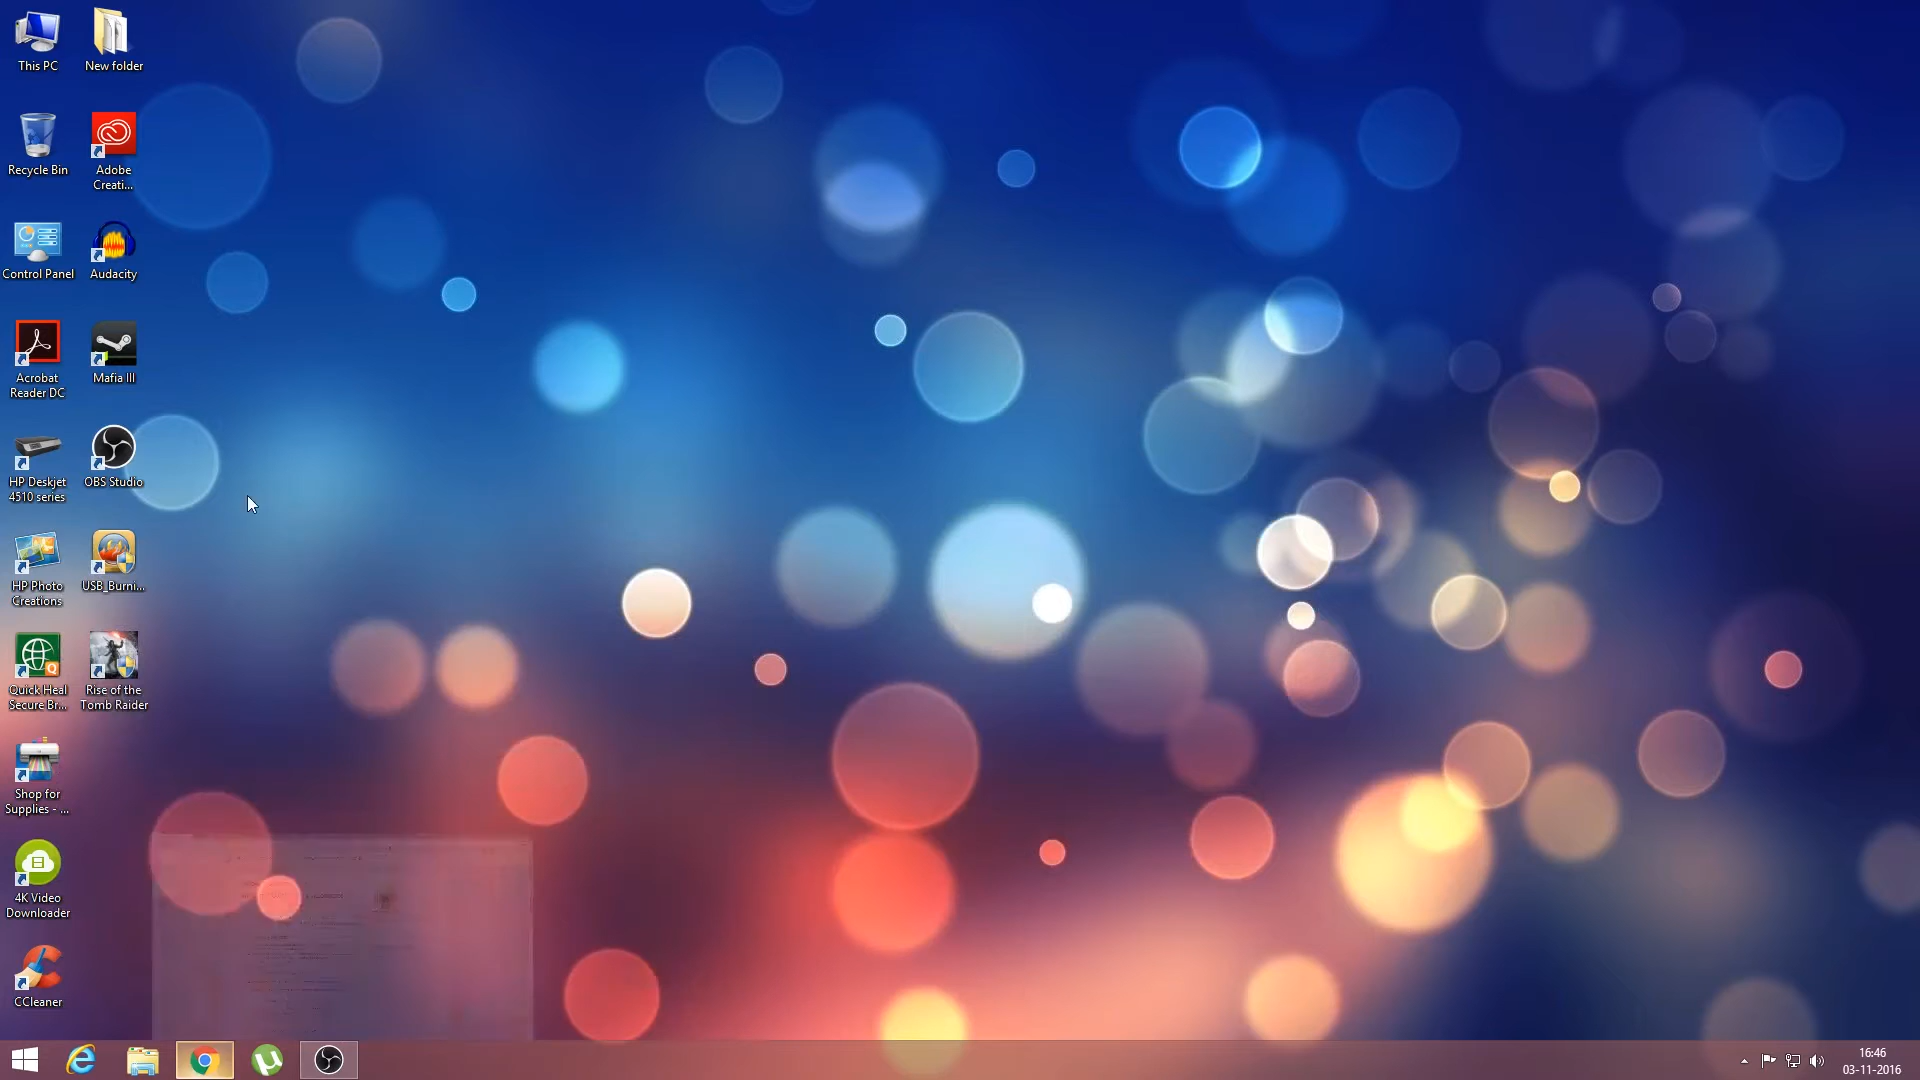 This PC
New folder
Recycle Bin
Adobe
Creati...
Control Panel
Audacity
Acrobat
Reader DC
Mafia III
HP Deskjet
4510 series
OBS Studio
HP Photo
Creations
USB_Burni...
Quick Heal
Secure Br...
Rise of the
Tomb Raider
Shop for
Supplies - ...
4K Video
Downloader
CCleaner
16:46
03-11-2016